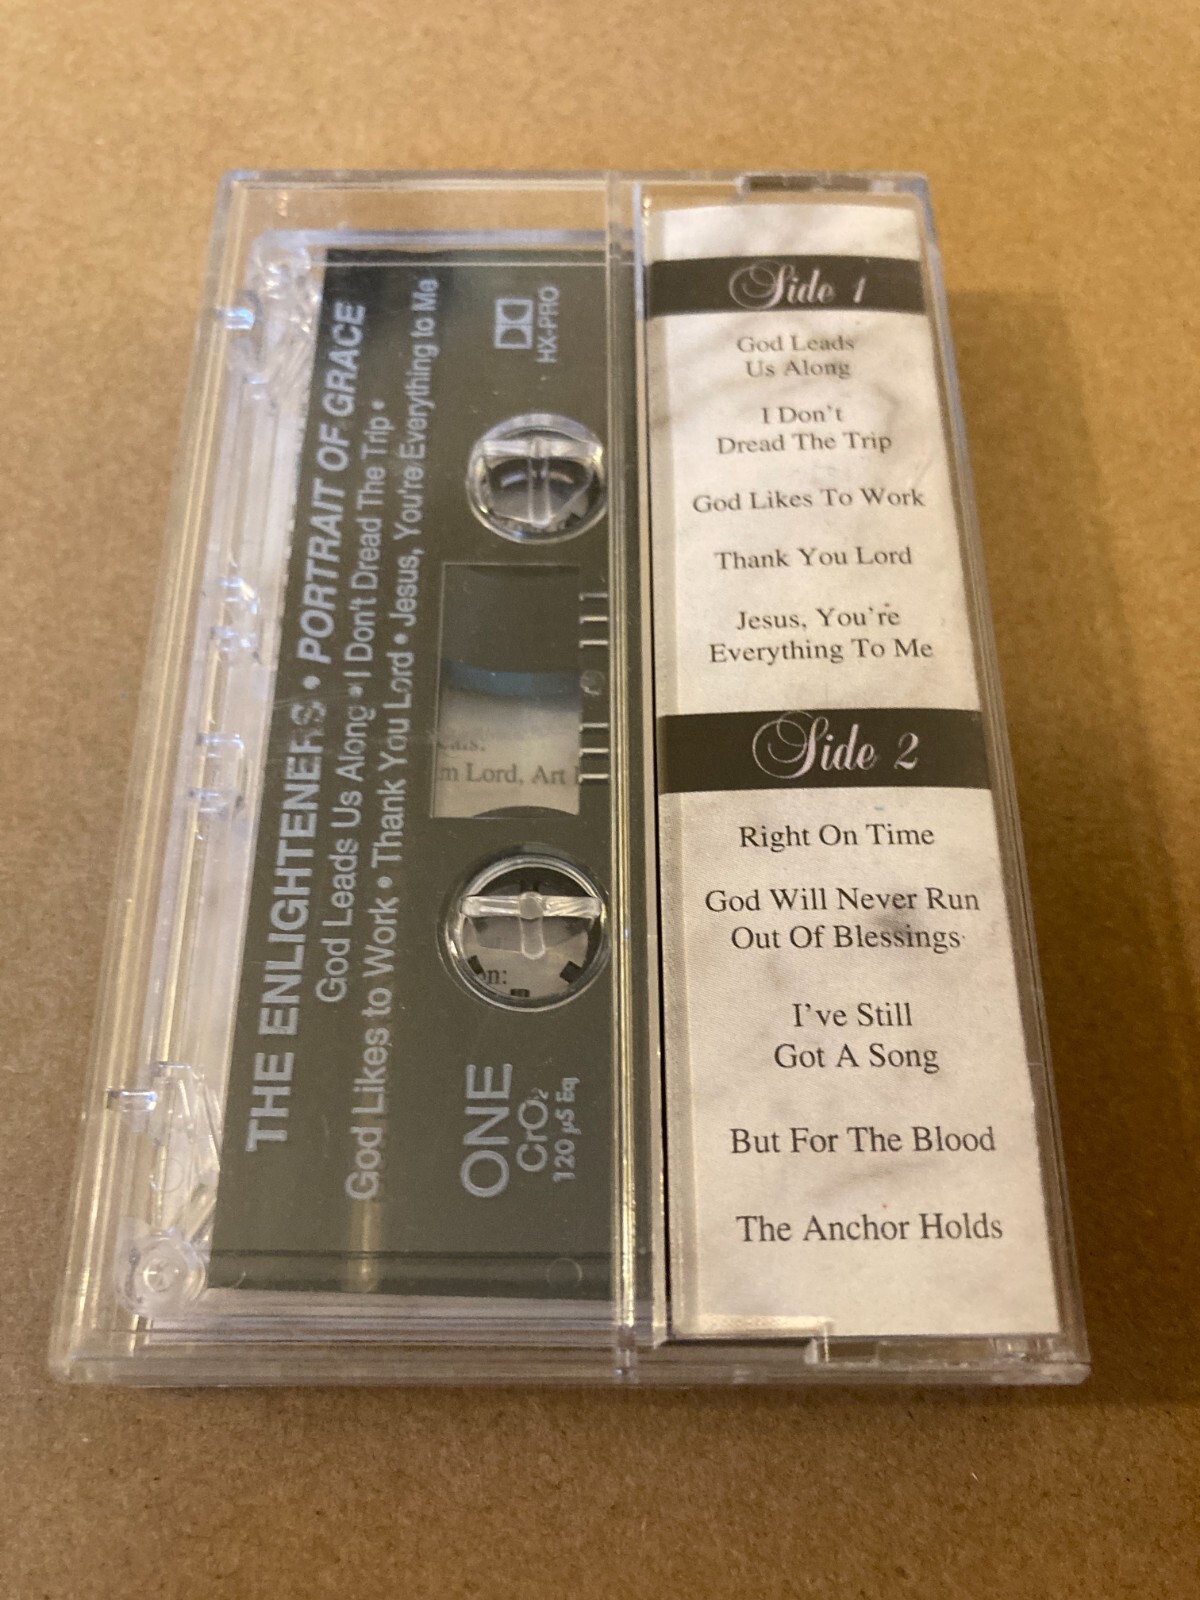 THE ENLIGHTENERS • PORTRAIT OF GRACE
God Leads Us Along • I Don't Dread The Trip •
God Likes to Work • Thank You Lord • Jesus, You're Everything to Me
ONE
CrO2
120 µS Eq
HX-PRO
Lord, Art
Side 1
God Leads
Us Along
I Don't
Dread The Trip
God Likes To Work
Thank You Lord
Jesus, You're
Everything To Me
Side 2
Right On Time
God Will Never Run
Out Of Blessings
I've Still
Got A Song
But For The Blood
The Anchor Holds